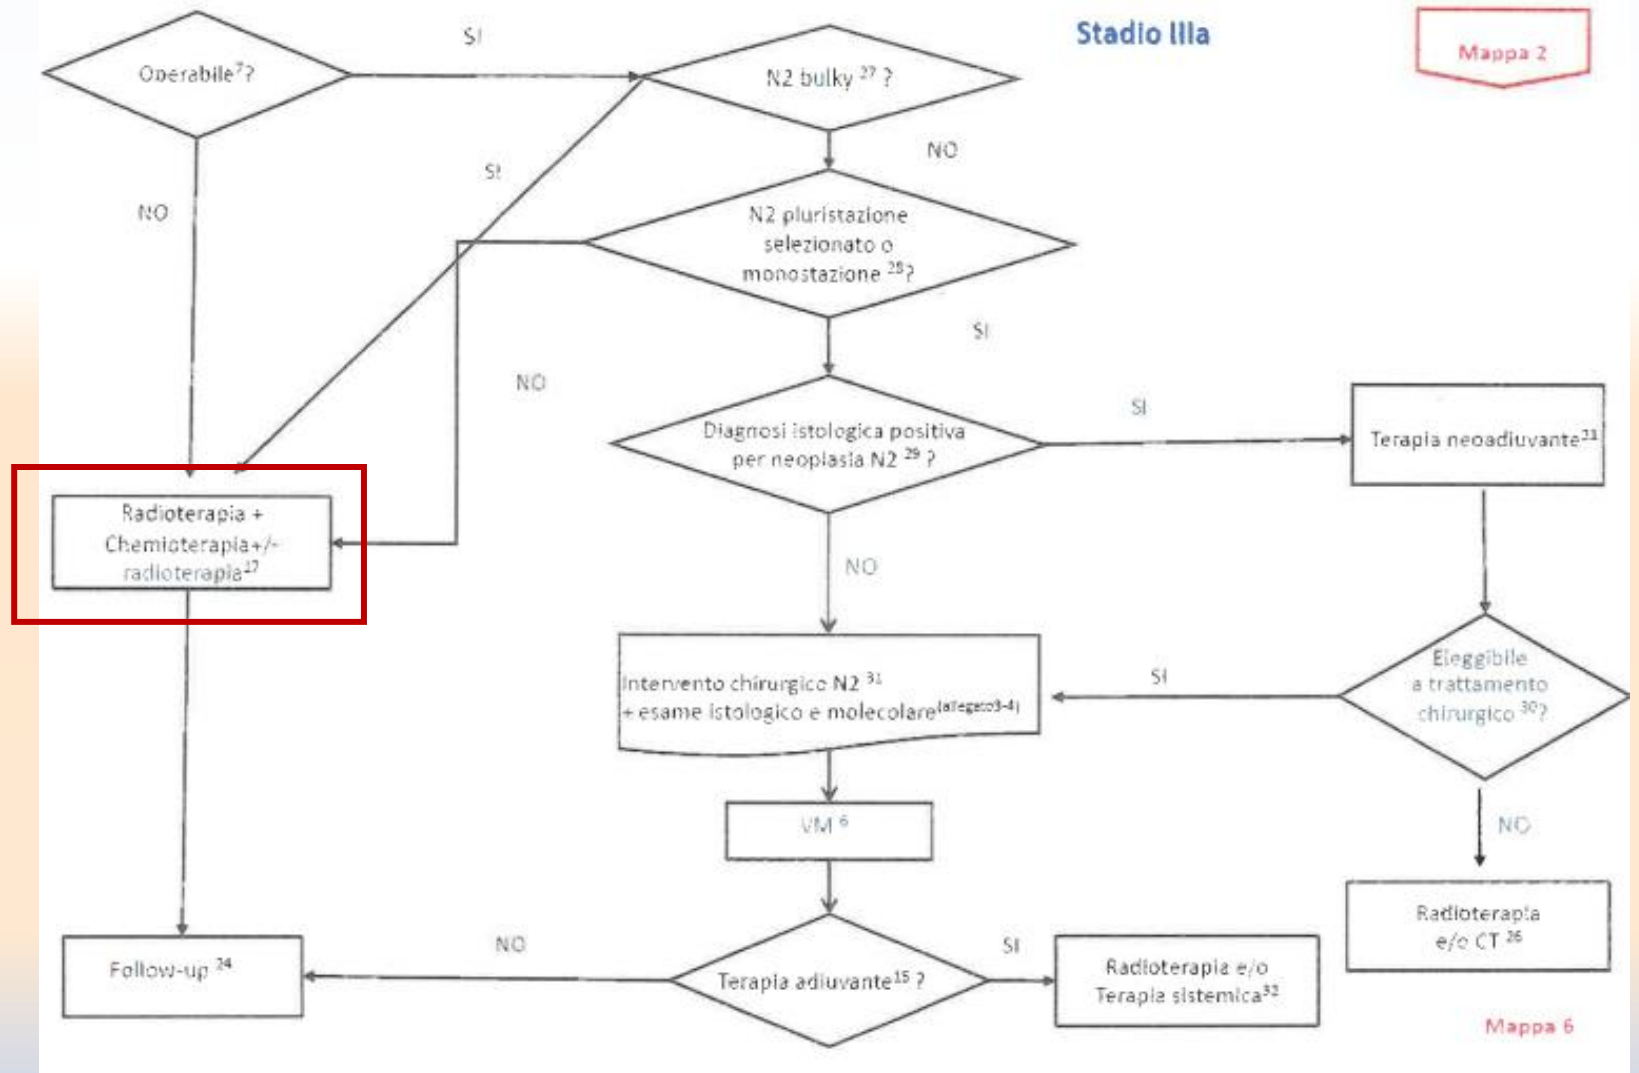 Stadio IIIa
Mappa 2
Operabile⁷?
SI
N2 bulky ²⁷ ?
NO
SI
NO
N2 pluristazione
selezionato o
monostazione ²⁸?
SI
NO
Diagnosi istologica positiva
per neoplasia N2 ²⁹ ?
SI
Terapia neoadiuvante²¹
Radioterapia +
Chemioterapia+/-
radioterapia¹⁷
NO
Intervento chirurgico N2 ³¹
+ esame istologico e molecolare⁽ᵃˡˡᵉᵍᵃᵗᵒ³⁻⁴⁾
SI
Eleggibile
a trattamento
chirurgico ³⁰?
VM ⁶
NO
Radioterapia
e/o CT ²⁶
Follow-up ²⁴
NO
Terapia adiuvante¹⁵ ?
SI
Radioterapia e/o
Terapia sistemica³²
Mappa 6